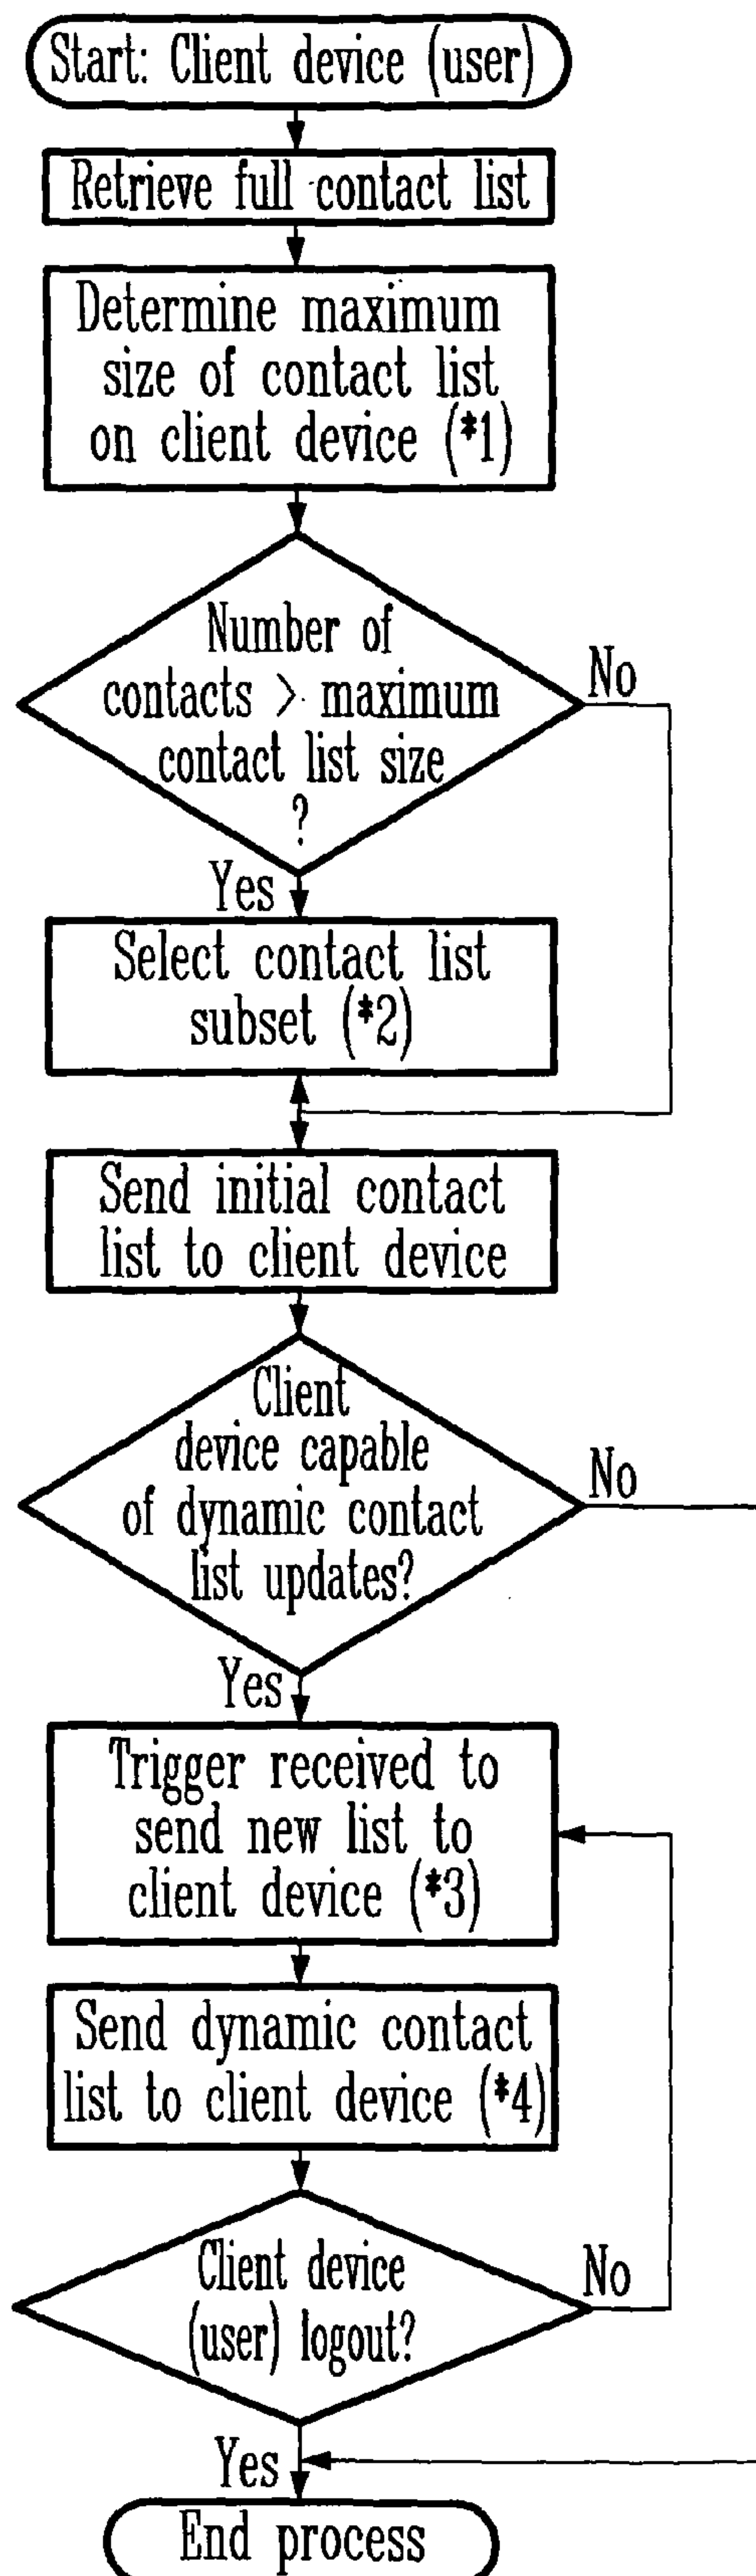 Start: Client device (user)
Retrieve full contact list
Determine maximum
size of contact list
on client device (*1)
Number of
contacts > maximum
contact list size
?
No
Yes
Select contact list
subset (*2)
Send initial contact
list to client device
Client
device capable
of dynamic contact
list updates?
No
Yes
Trigger received to
send new list to
client device (*3)
Send dynamic contact
list to client device (*4)
Client device
(user) logout?
No
Yes
End process